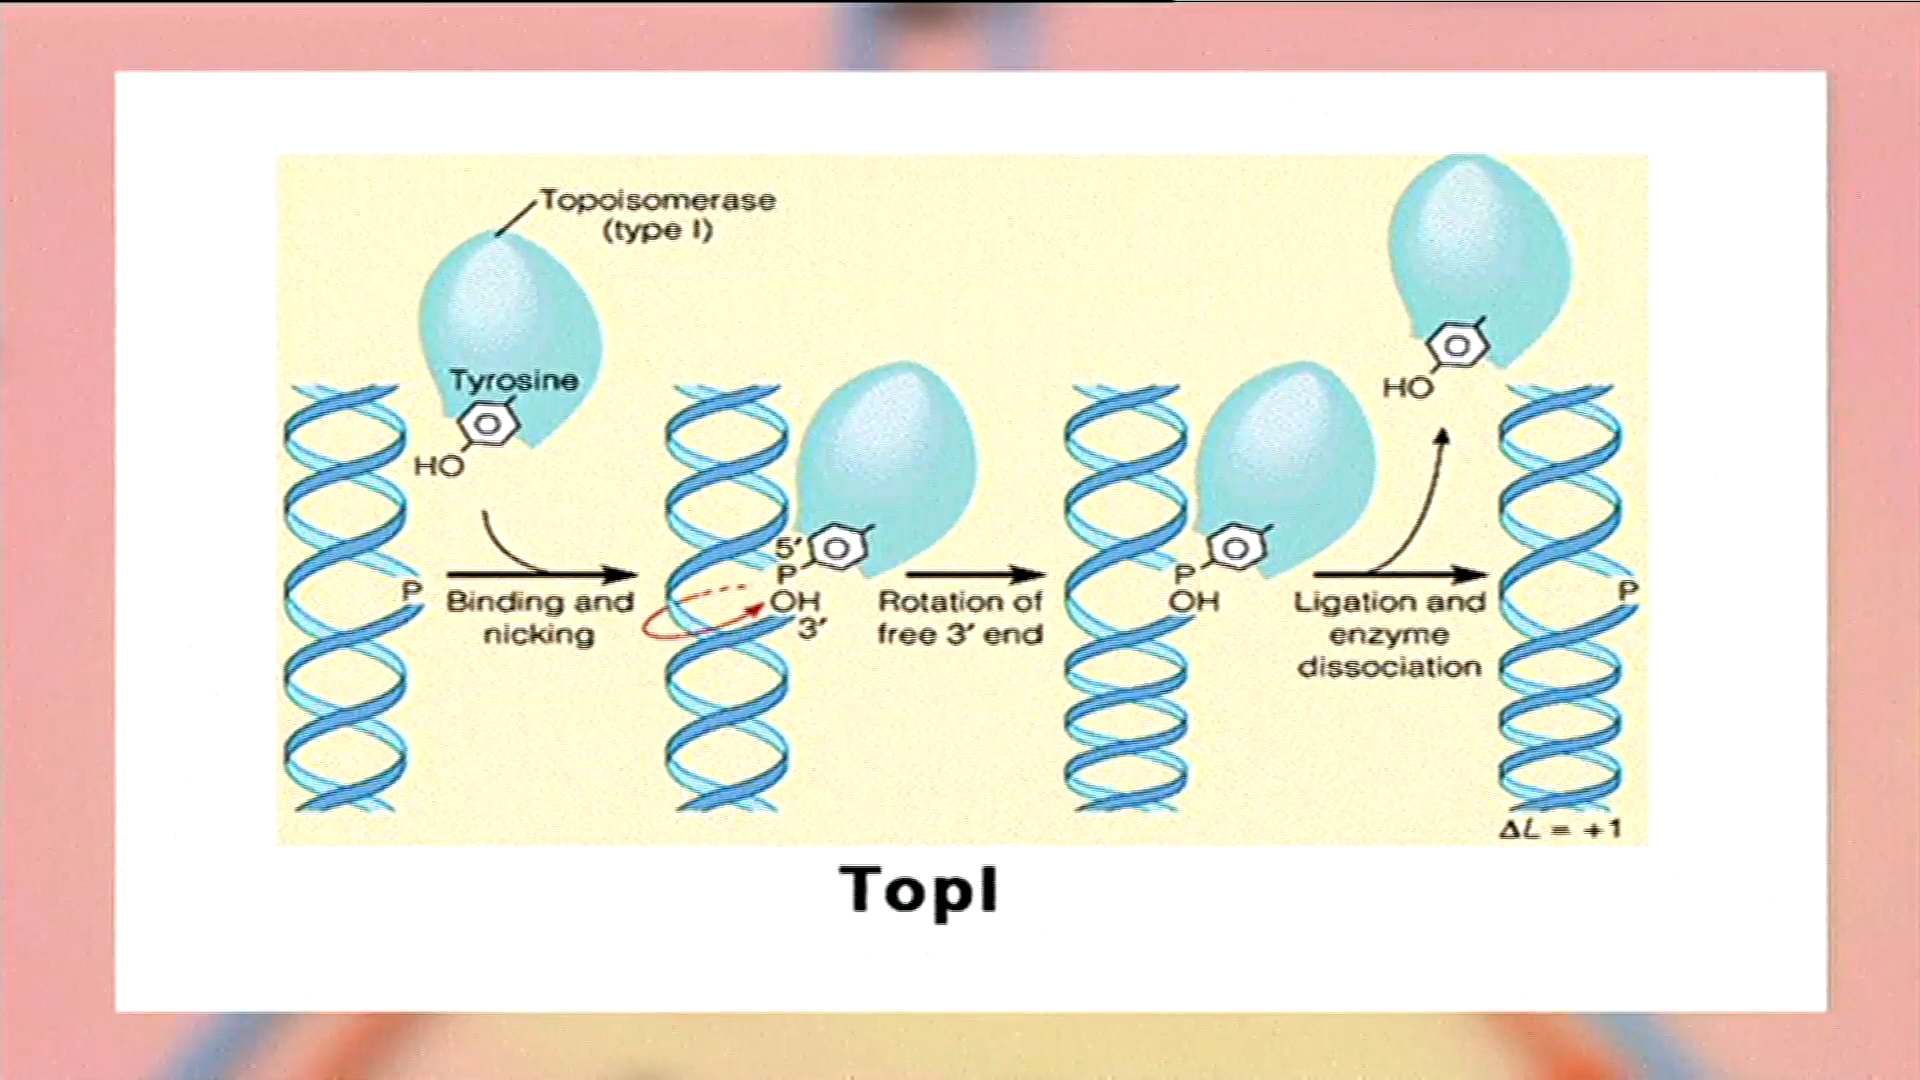 Topoisomerase
(type I)
Tyrosine
HO
P
Binding and
nicking
5′
P
OH
3′
Rotation of
free 3′ end
P
OH
Ligation and
enzyme
dissociation
HO
P
ΔL = +1
TopI